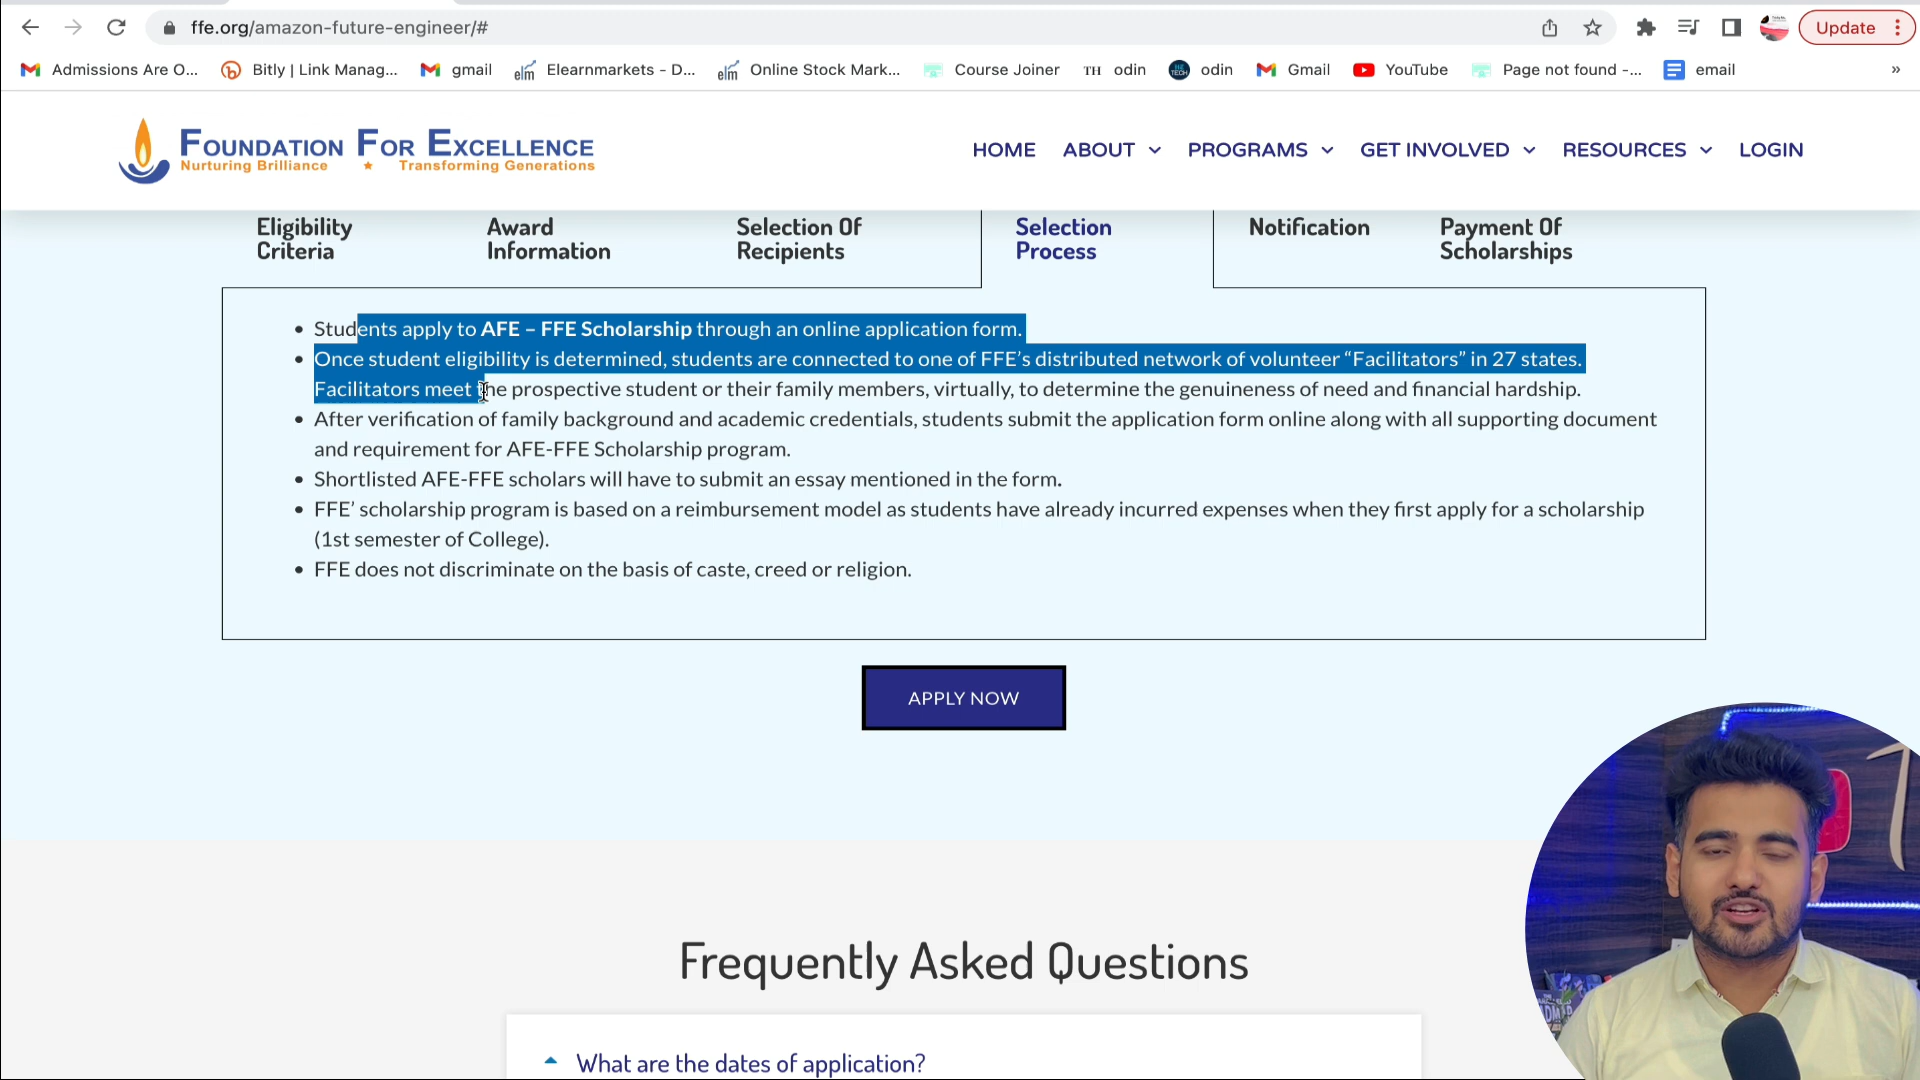 ffe.org/amazon-future-engineer/#
Update
Admissions Are O...
Bitly | Link Manag...
gmail
Elearnmarkets - D...
Online Stock Mark...
Course Joiner
TH odin
odin
Gmail
YouTube
Page not found -...
email
»
FOUNDATION FOR EXCELLENCE
Nurturing Brilliance ★ Transforming Generations
HOME
ABOUT
PROGRAMS
GET INVOLVED
RESOURCES
LOGIN
Eligibility
Criteria
Award
Information
Selection Of
Recipients
Selection
Process
Notification
Payment Of
Scholarships
• Students apply to AFE – FFE Scholarship through an online application form.
• Once student eligibility is determined, students are connected to one of FFE’s distributed network of volunteer “Facilitators” in 27 states.
Facilitators meet the prospective student or their family members, virtually, to determine the genuineness of need and financial hardship.
• After verification of family background and academic credentials, students submit the application form online along with all supporting document
and requirement for AFE-FFE Scholarship program.
• Shortlisted AFE-FFE scholars will have to submit an essay mentioned in the form.
• FFE’ scholarship program is based on a reimbursement model as students have already incurred expenses when they first apply for a scholarship
(1st semester of College).
• FFE does not discriminate on the basis of caste, creed or religion.
APPLY NOW
Frequently Asked Questions
What are the dates of application?